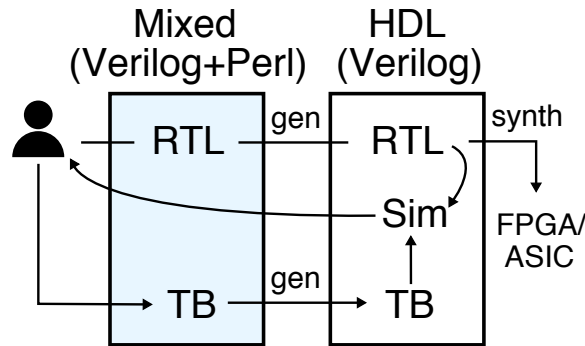 Mixed
(Verilog+Perl)
HDL
(Verilog)
RTL
gen
RTL
synth
Sim
FPGA/
ASIC
TB
gen
TB